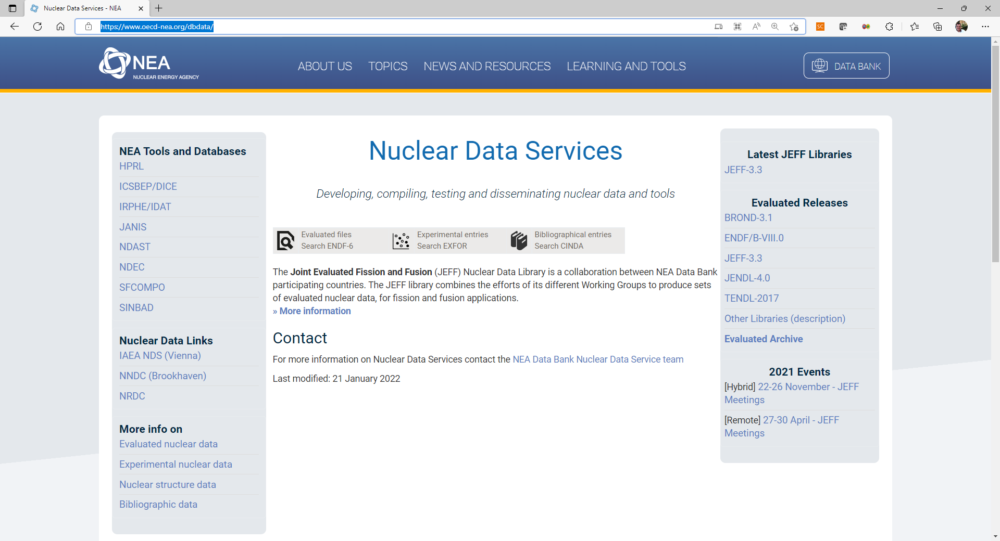 Nuclear Data Services - NEA
https://www.oecd-nea.org/dbdata/
SC
NEA
NUCLEAR ENERGY AGENCY
ABOUT US
TOPICS
NEWS AND RESOURCES
LEARNING AND TOOLS
DATA BANK
NEA Tools and Databases
HPRL
ICSBEP/DICE
IRPHE/IDAT
JANIS
NDAST
NDEC
SFCOMPO
SINBAD
Nuclear Data Links
IAEA NDS (Vienna)
NNDC (Brookhaven)
NRDC
More info on
Evaluated nuclear data
Experimental nuclear data
Nuclear structure data
Bibliographic data
Nuclear Data Services
Developing, compiling, testing and disseminating nuclear data and tools
Evaluated files
Search ENDF-6
Experimental entries
Search EXFOR
Bibliographical entries
Search CINDA
The Joint Evaluated Fission and Fusion (JEFF) Nuclear Data Library is a collaboration between NEA Data Bank
participating countries. The JEFF library combines the efforts of its different Working Groups to produce sets
of evaluated nuclear data, for fission and fusion applications.
» More information
Contact
For more information on Nuclear Data Services contact the NEA Data Bank Nuclear Data Service team
Last modified: 21 January 2022
Latest JEFF Libraries
JEFF-3.3
Evaluated Releases
BROND-3.1
ENDF/B-VIII.0
JEFF-3.3
JENDL-4.0
TENDL-2017
Other Libraries (description)
Evaluated Archive
2021 Events
[Hybrid] 22-26 November - JEFF
Meetings
[Remote] 27-30 April - JEFF
Meetings